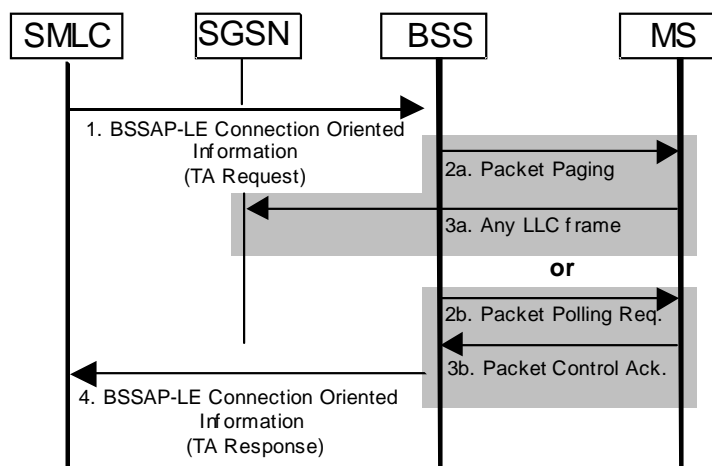 SMLC
SGSN
BSS
MS
1. BSSAP-LE Connection Oriented
Information
(TA Request)
2a. Packet Paging
3a. Any LLC frame
or
2b. Packet Polling Req.
3b. Packet Control Ack.
4. BSSAP-LE Connection Oriented
Information
(TA Response)